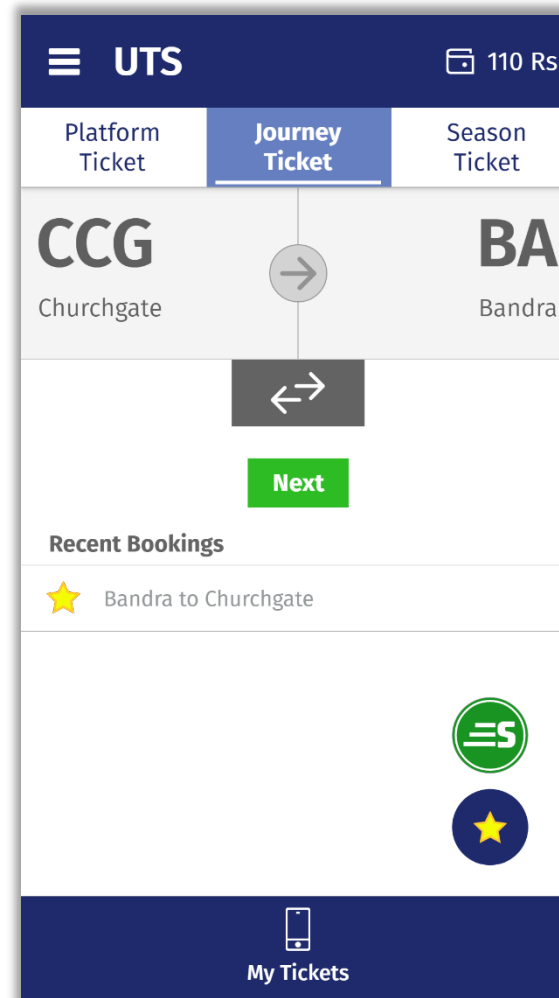 UTS
110 Rs
Platform
Ticket
Journey
Ticket
Season
Ticket
CCG
BA
Churchgate
Bandra
Next
Recent Bookings
Bandra to Churchgate
S
My Tickets